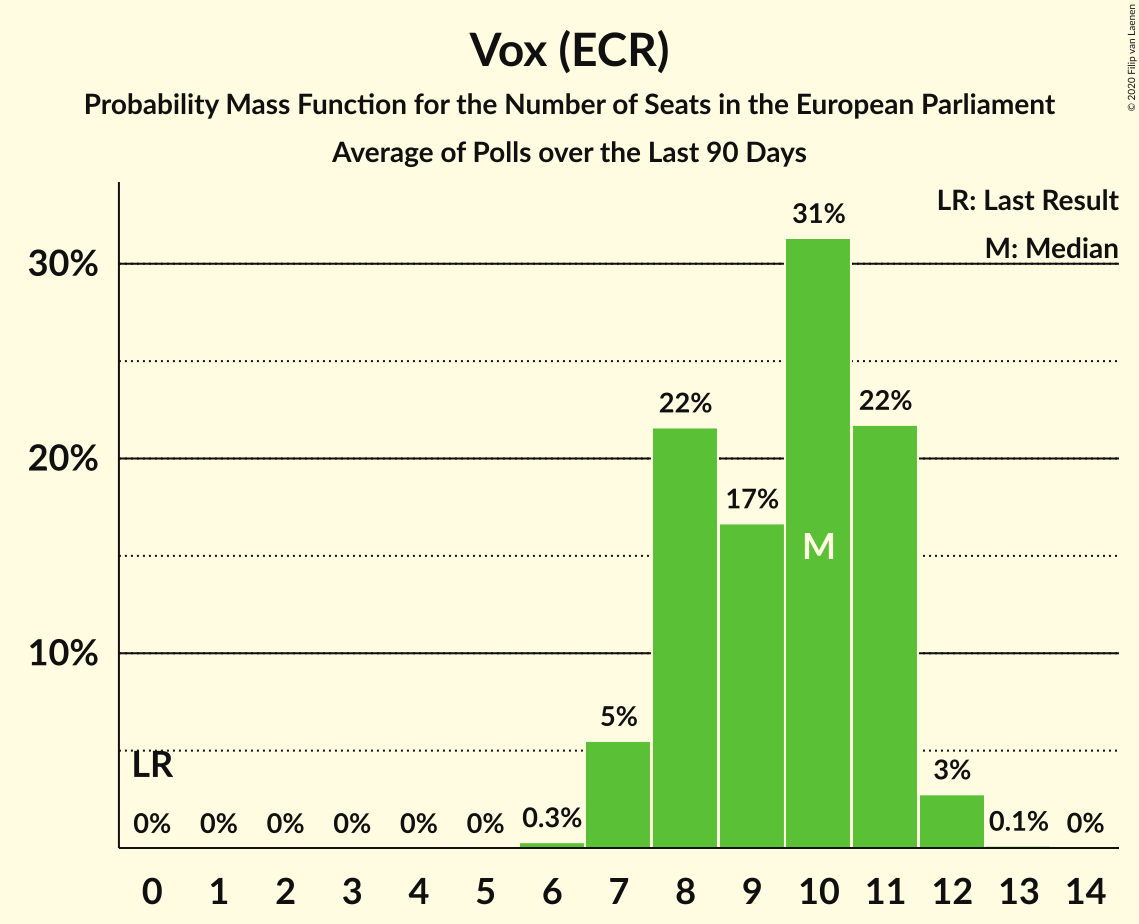 © 2020 Filip van Laenen
Vox (ECR)
Probability Mass Function for the Number of Seats in the European Parliament
Average of Polls over the Last 90 Days
LR: Last Result
M: Median
30%
20%
10%
31%
22%
22%
17%
M
5%
LR
3%
0% 0% 0% 0% 0% 0% 0.3% 0.1% 0%
0 1 2 3 4 5 6 7 8 9 10 11 12 13 14